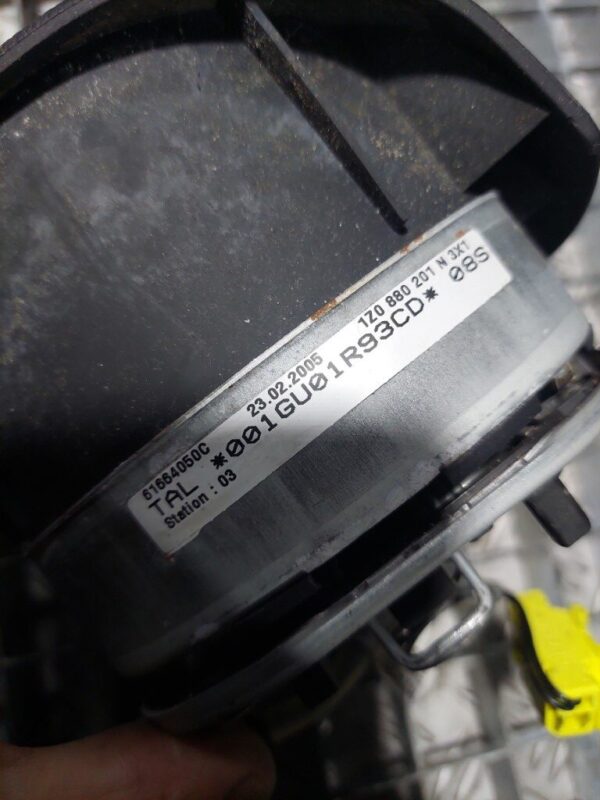 61664050C 23.02.2005 1Z0 880 201 N 3X1
TAL *001GU01R93CD* 08S
Station : 03